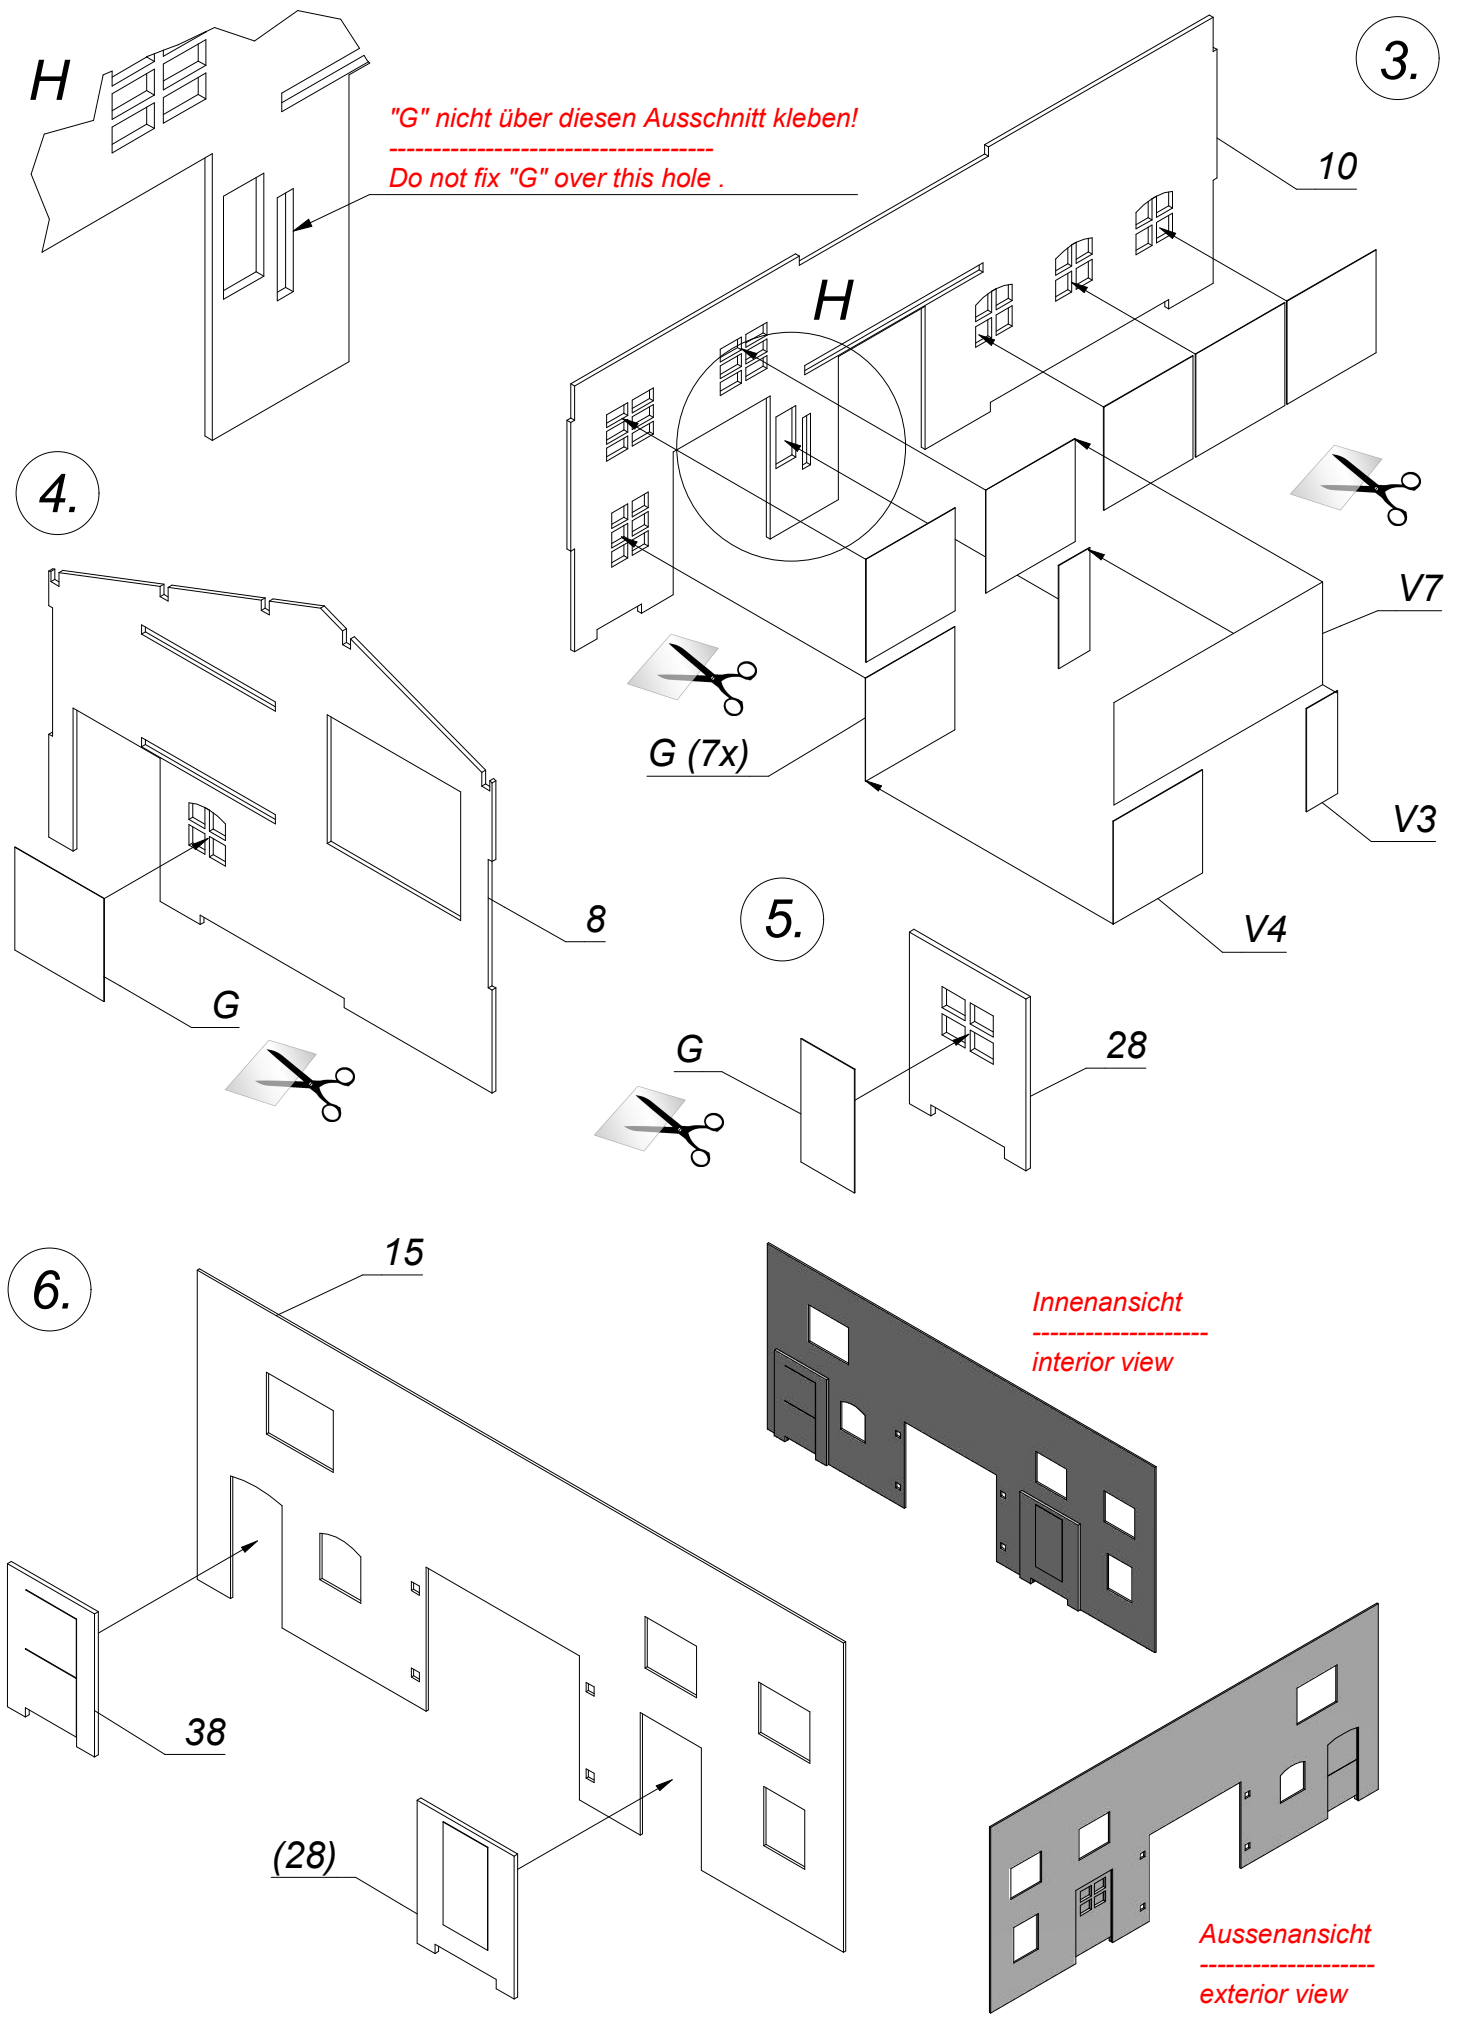 H
3.
"G" nicht über diesen Ausschnitt kleben!
------------------------------------
Do not fix "G" over this hole .
10
H
4.
V7
G (7x)
V3
8
5.
V4
G
G
28
6.
15
Innenansicht
--------------------
interior view
38
(28)
Aussenansicht
--------------------
exterior view